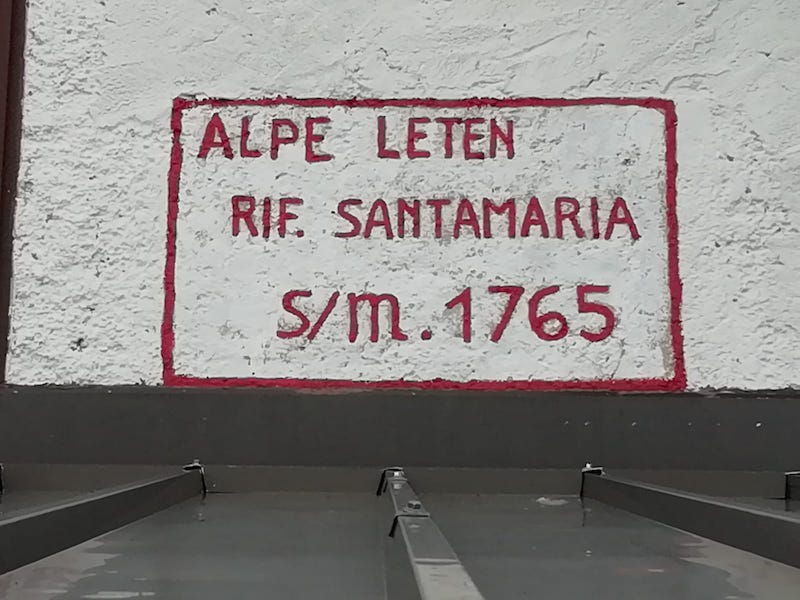 ALPE LETEN
RIF. SANTAMARIA
S/m. 1765